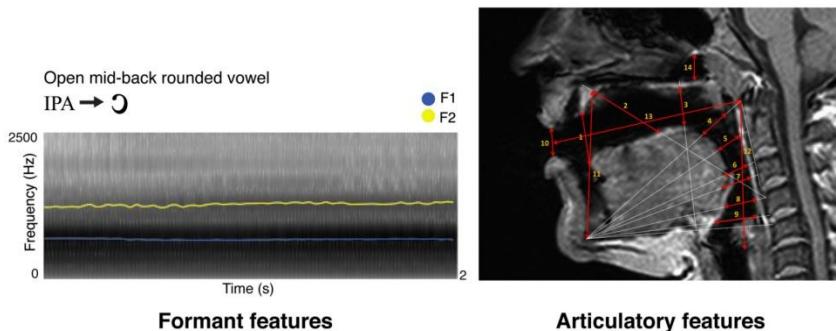 Open mid-back rounded vowel
IPA → ɔ
F1
F2
2500
Frequency (Hz)
0
2
Time (s)
Formant features
14
2
3
13
4
10
1
5
12
6
11
7
8
9
Articulatory features